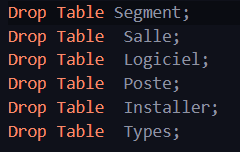 Drop Table Segment;
Drop Table  Salle;
Drop Table  Logiciel;
Drop Table  Poste;
Drop Table  Installer;
Drop Table  Types;